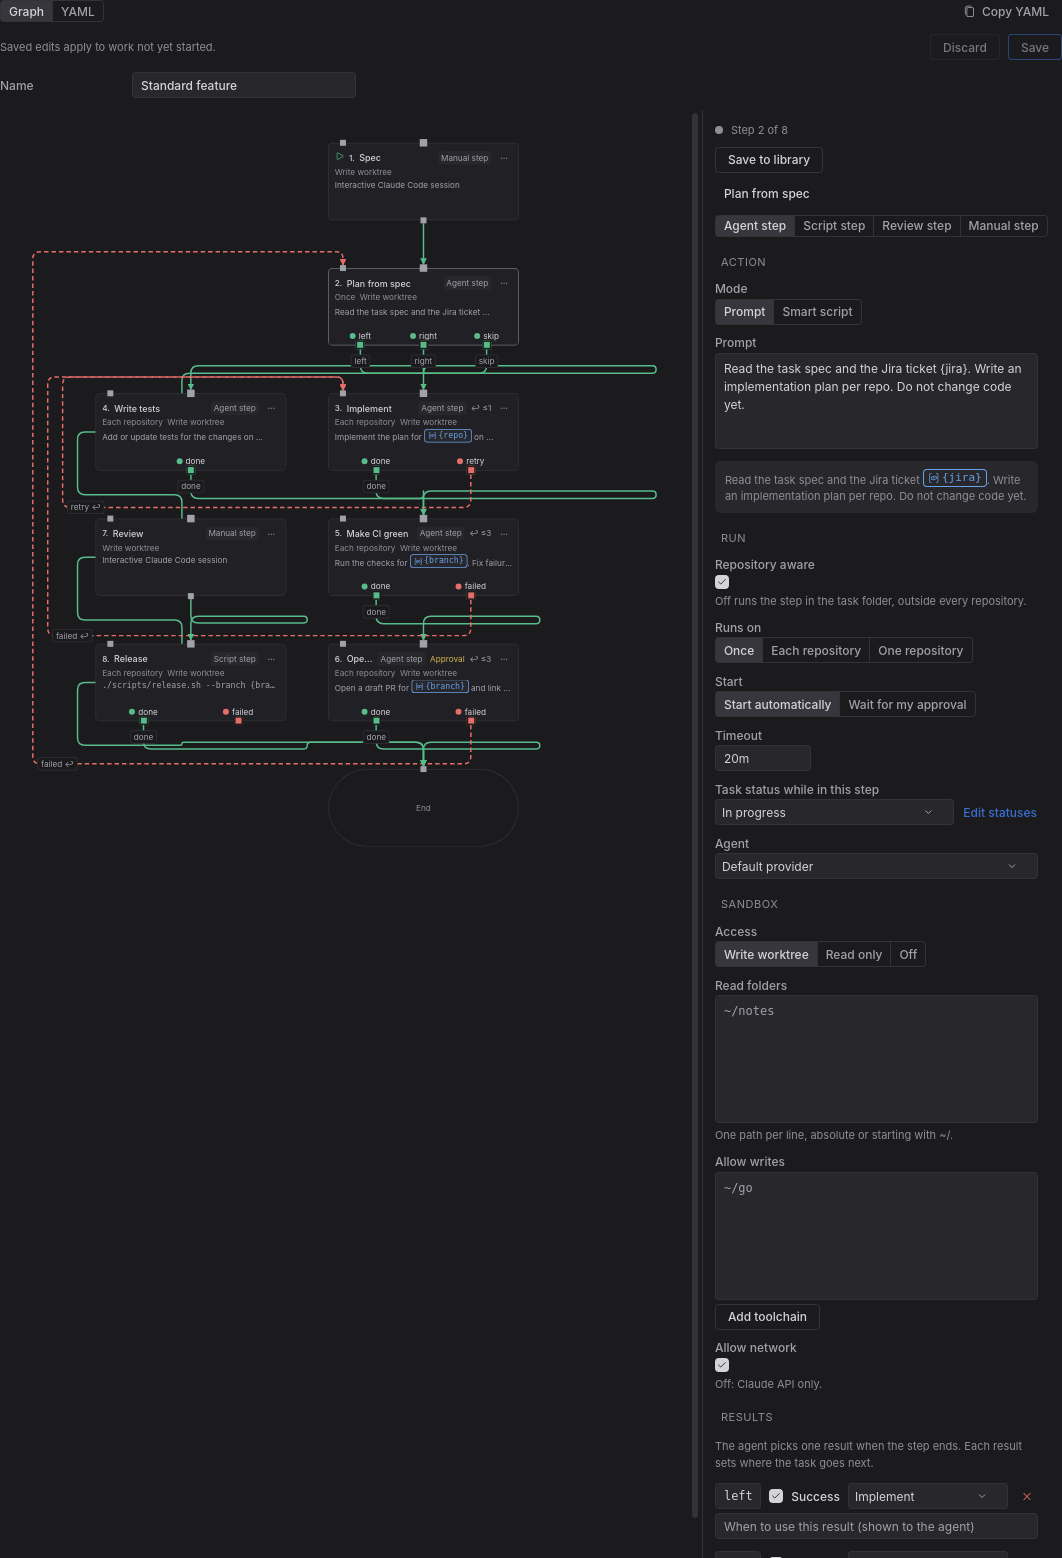 Graph
YAML
Copy YAML
Saved edits apply to work not yet started.
Discard
Save
Name
Standard feature
1. Spec
Manual step
...
Write worktree
Interactive Claude Code session
2. Plan from spec
Agent step
...
Once Write worktree
Read the task spec and the Jira ticket ...
left
right
skip
left
right
skip
4. Write tests
Agent step
...
Each repository Write worktree
Add or update tests for the changes on ...
done
done
3. Implement
Agent step
↩ ≤1
...
Each repository Write worktree
Implement the plan for {repo} on ...
done
retry
done
retry ↩
7. Review
Manual step
...
Write worktree
Interactive Claude Code session
5. Make CI green
Agent step
↩ ≤3
...
Each repository Write worktree
Run the checks for {branch}. Fix failur...
done
failed
done
failed ↩
8. Release
Script step
...
Each repository Write worktree
./scripts/release.sh --branch {bra...
done
failed
done
6. Ope...
Agent step
Approval
↩ ≤3
...
Each repository Write worktree
Open a draft PR for {branch} and link ...
done
failed
done
failed ↩
End
Step 2 of 8
Save to library
Plan from spec
Agent step
Script step
Review step
Manual step
ACTION
Mode
Prompt
Smart script
Prompt
Read the task spec and the Jira ticket {jira}. Write an
implementation plan per repo. Do not change code
yet.
Read the task spec and the Jira ticket {jira}. Write
an implementation plan per repo. Do not change code yet.
RUN
Repository aware
Off runs the step in the task folder, outside every repository.
Runs on
Once
Each repository
One repository
Start
Start automatically
Wait for my approval
Timeout
20m
Task status while in this step
In progress
Edit statuses
Agent
Default provider
SANDBOX
Access
Write worktree
Read only
Off
Read folders
~/notes
One path per line, absolute or starting with ~/.
Allow writes
~/go
Add toolchain
Allow network
Off: Claude API only.
RESULTS
The agent picks one result when the step ends. Each result
sets where the task goes next.
left
Success
Implement
When to use this result (shown to the agent)